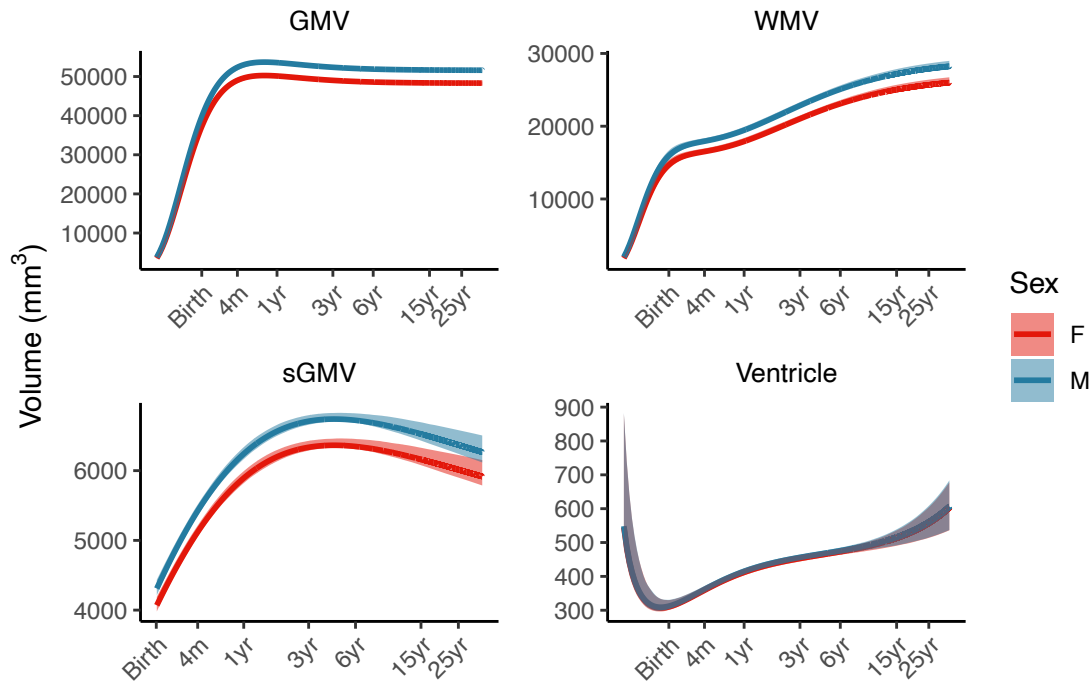 GMV
WMV
50000
40000
30000
20000
10000
30000
20000
10000
Birth 4m 1yr 3yr 6yr 15yr 25yr
Birth 4m 1yr 3yr 6yr 15yr 25yr
Volume (mm³)
Sex
F
M
sGMV
Ventricle
6000
5000
4000
900
800
700
600
500
400
300
Birth 4m 1yr 3yr 6yr 15yr 25yr
Birth 4m 1yr 3yr 6yr 15yr 25yr